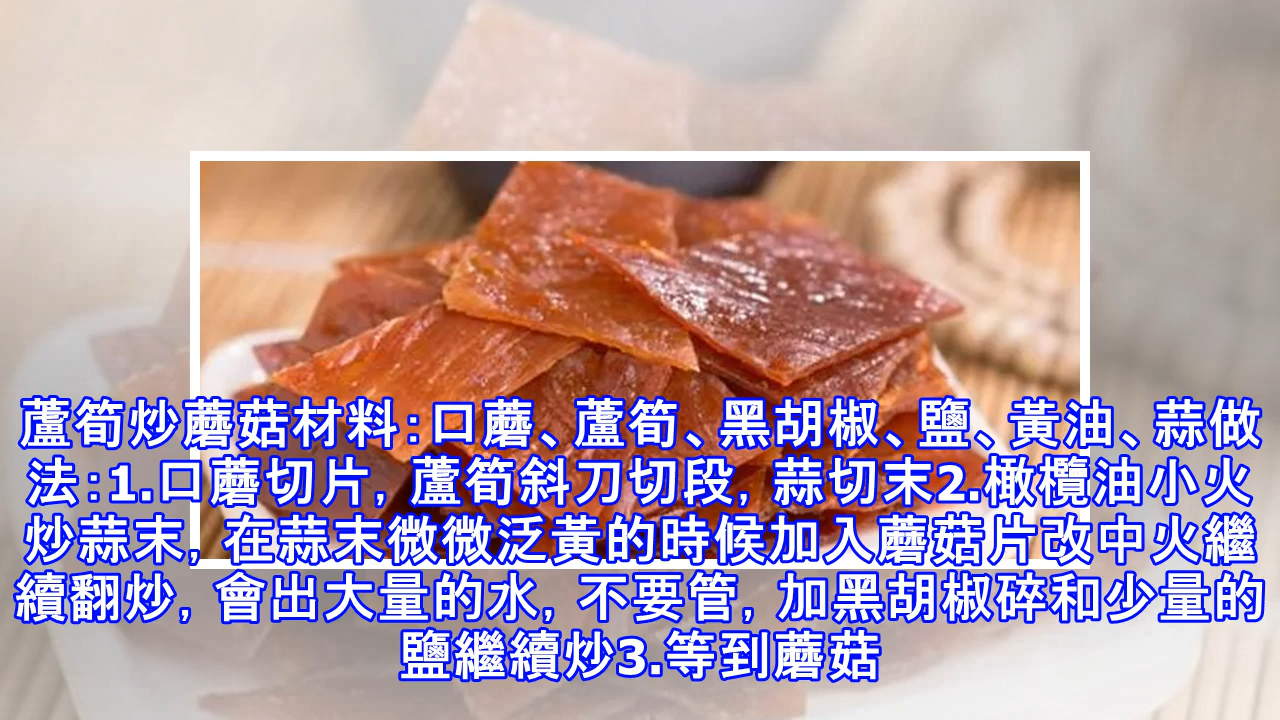 蘆筍炒蘑菇材料:口蘑、蘆筍、黑胡椒、鹽、黃油、蒜做
法:1.口蘑切片, 蘆筍斜刀切段, 蒜切末2.橄欖油小火
炒蒜末, 在蒜末微微泛黃的時候加入蘑菇片改中火繼
續翻炒, 會出大量的水, 不要管, 加黑胡椒碎和少量的
鹽繼續炒3.等到蘑菇